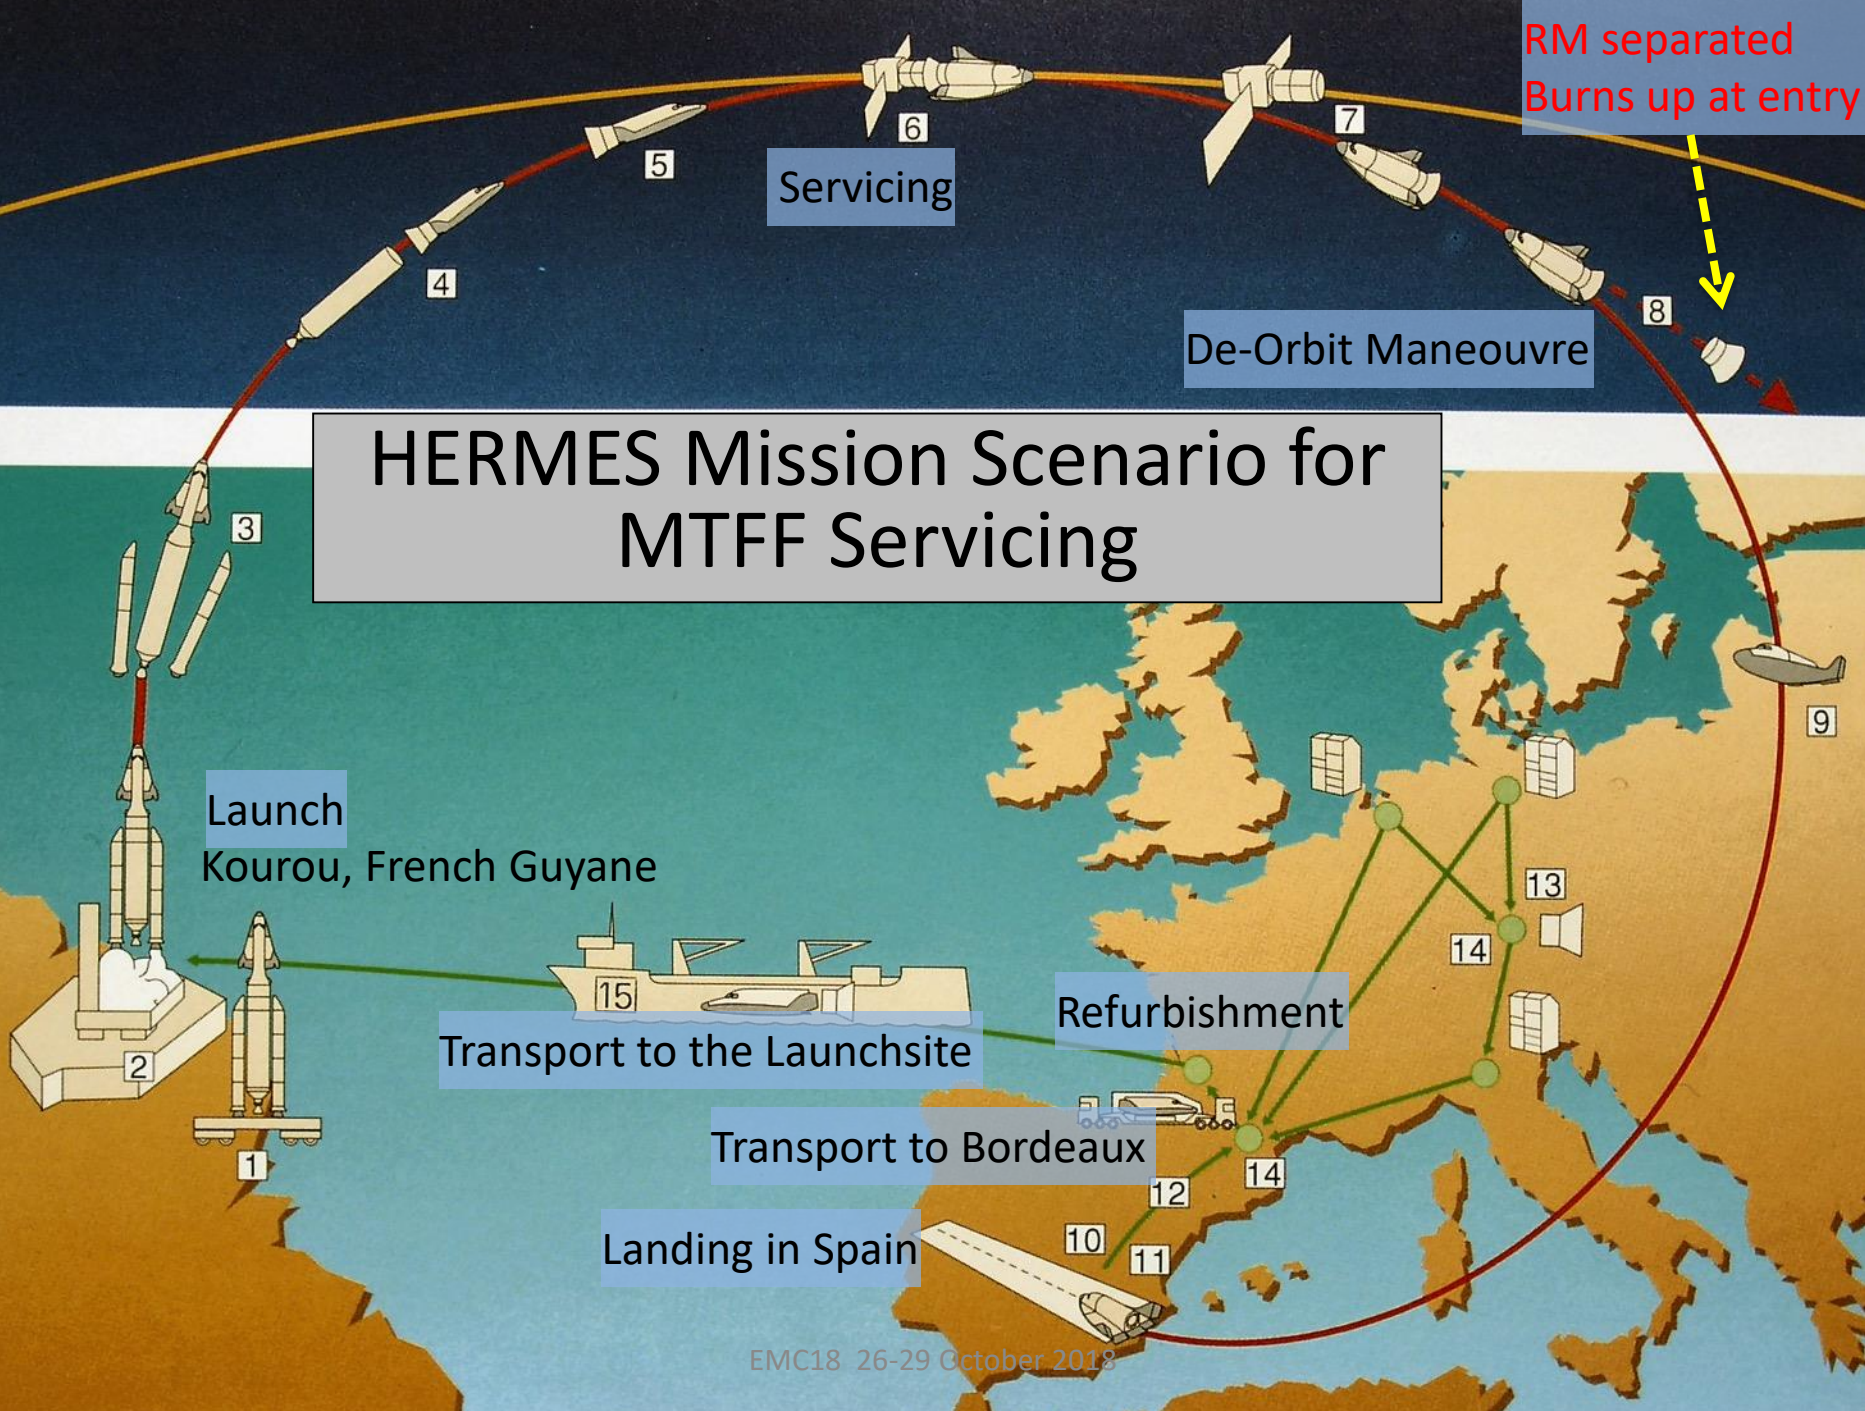 RM separated
Burns up at entry
7
6
5
Servicing
4
8
De-Orbit Maneouvre
HERMES Mission Scenario for
MTFF Servicing
3
9
Launch
Kourou, French Guyane
13
14
15
Refurbishment
Transport to the Launchsite
2
Transport to Bordeaux
1
14
12
Landing in Spain
10
11
EMC18 26-29 October 2018